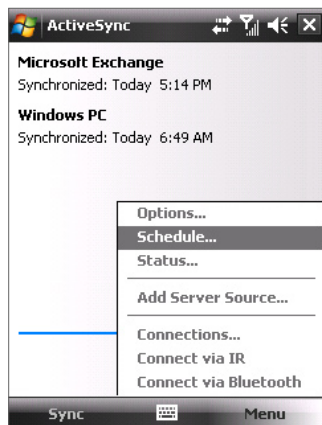 ActiveSync
Microsoft Exchange
Synchronized: Today 5:14 PM
Windows PC
Synchronized: Today 6:49 AM
Options...
Schedule...
Status...
Add Server Source...
Connections...
Connect via IR
Connect via Bluetooth
Sync Menu